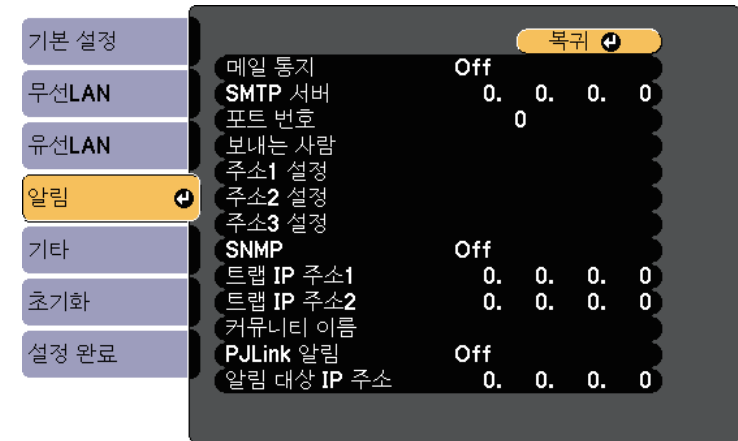 기본 설정
무선LAN
유선LAN
알림
기타
초기화
설정 완료
복귀
메일 통지 Off
SMTP 서버 0. 0. 0. 0
포트 번호 0
보내는 사람
주소1 설정
주소2 설정
주소3 설정
SNMP Off
트랩 IP 주소1 0. 0. 0. 0
트랩 IP 주소2 0. 0. 0. 0
커뮤니티 이름
PJLink 알림 Off
알림 대상 IP 주소 0. 0. 0. 0